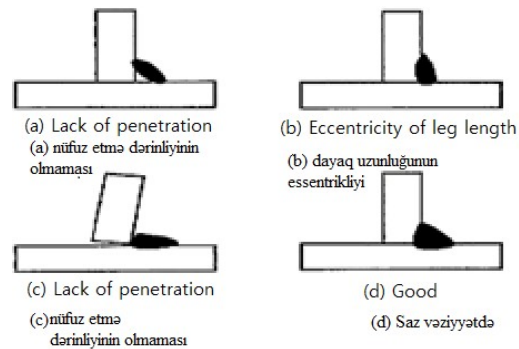 (a) Lack of penetration
(a) nüfuz etmə dərinliyinin
olmaması
(b) Eccentricity of leg length
(b) dayaq uzunluğunun
essentrikliyi
(c) Lack of penetration
(c)nüfuz etmə
dərinliyinin olmaması
(d) Good
(d) Saz vəziyyətdə